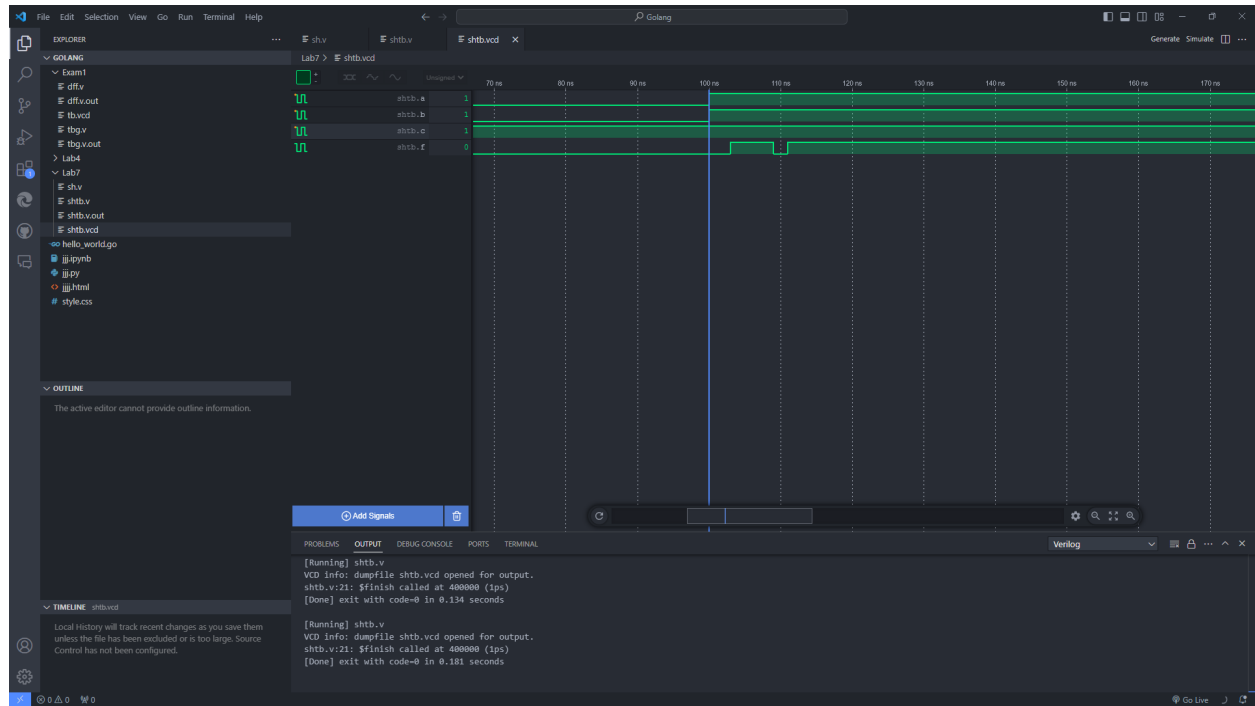 File Edit Selection View Go Run Terminal Help
Golang
EXPLORER
GOLANG
Exam1
dff.v
dff.v.out
tb.vcd
tbg.v
tbg.v.out
Lab4
Lab7
sh.v
shtb.v
shtb.v.out
shtb.vcd
hello_world.go
jjj.ipynb
jjj.py
jjjj.html
style.css
OUTLINE
The active editor cannot provide outline information.
TIMELINE shtb.vcd
Local History will track recent changes as you save them
unless the file has been excluded or is too large. Source
Control has not been configured.
sh.v shtb.v shtb.vcd
Generate Simulate
Lab7 > shtb.vcd
Unsigned
70 ns 80 ns 90 ns 100 ns 110 ns 120 ns 130 ns 140 ns 150 ns 160 ns 170 ns
shtb.a 1
shtb.b 1
shtb.c 1
shtb.f 0
Add Signals
PROBLEMS OUTPUT DEBUG CONSOLE PORTS TERMINAL
Verilog
[Running] shtb.v
VCD info: dumpfile shtb.vcd opened for output.
shtb.v:21: $finish called at 400000 (1ps)
[Done] exit with code=0 in 0.134 seconds
[Running] shtb.v
VCD info: dumpfile shtb.vcd opened for output.
shtb.v:21: $finish called at 400000 (1ps)
[Done] exit with code=0 in 0.181 seconds
0 0 0
Go Live